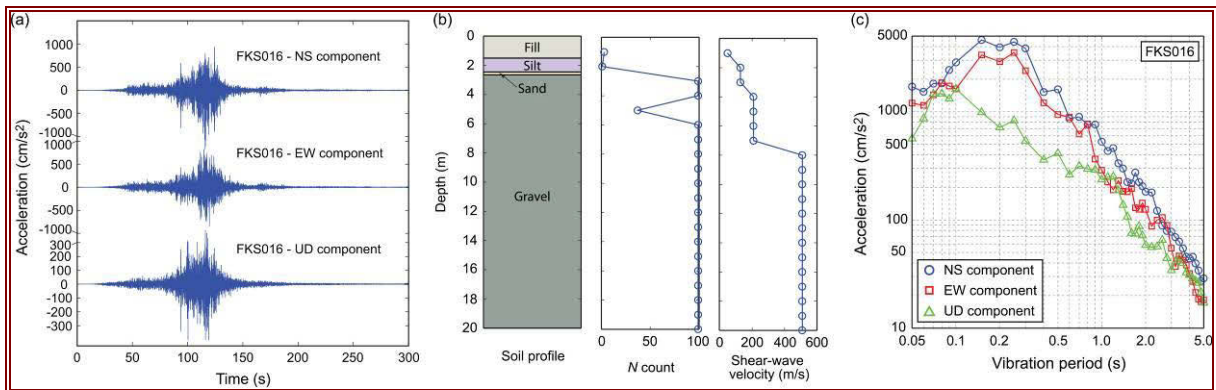 (a)
1000
500
0
-500
-1000
1000
500
0
-500
-1000
300
200
100
0
-100
-200
-300
Acceleration (cm/s²)
FKS016 - NS component
FKS016 - EW component
FKS016 - UD component
0 50 100 150 200 250 300
Time (s)
(b)
0
2
4
6
8
10
12
14
16
18
20
Depth (m)
Fill
Silt
Sand
Gravel
Soil profile
0 50 100
N count
0 200 400 600
Shear-wave
velocity (m/s)
(c)
5000
1000
500
100
50
10
Acceleration (cm/s²)
FKS016
NS component
EW component
UD component
0.05 0.1 0.5 1.0 2.0 5.0
Vibration period (s)